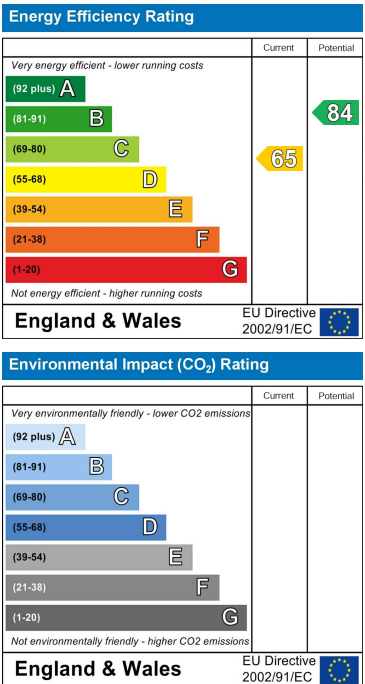 Energy Efficiency Rating
Current Potential
Very energy efficient - lower running costs
(92 plus) A
(81-91) B
(69-80) C
(55-68) D
(39-54) E
(21-38) F
(1-20) G
65
84
Not energy efficient - higher running costs
England & Wales
EU Directive
2002/91/EC
Environmental Impact (CO₂) Rating
Current Potential
Very environmentally friendly - lower CO2 emissions
(92 plus) A
(81-91) B
(69-80) C
(55-68) D
(39-54) E
(21-38) F
(1-20) G
Not environmentally friendly - higher CO2 emissions
England & Wales
EU Directive
2002/91/EC